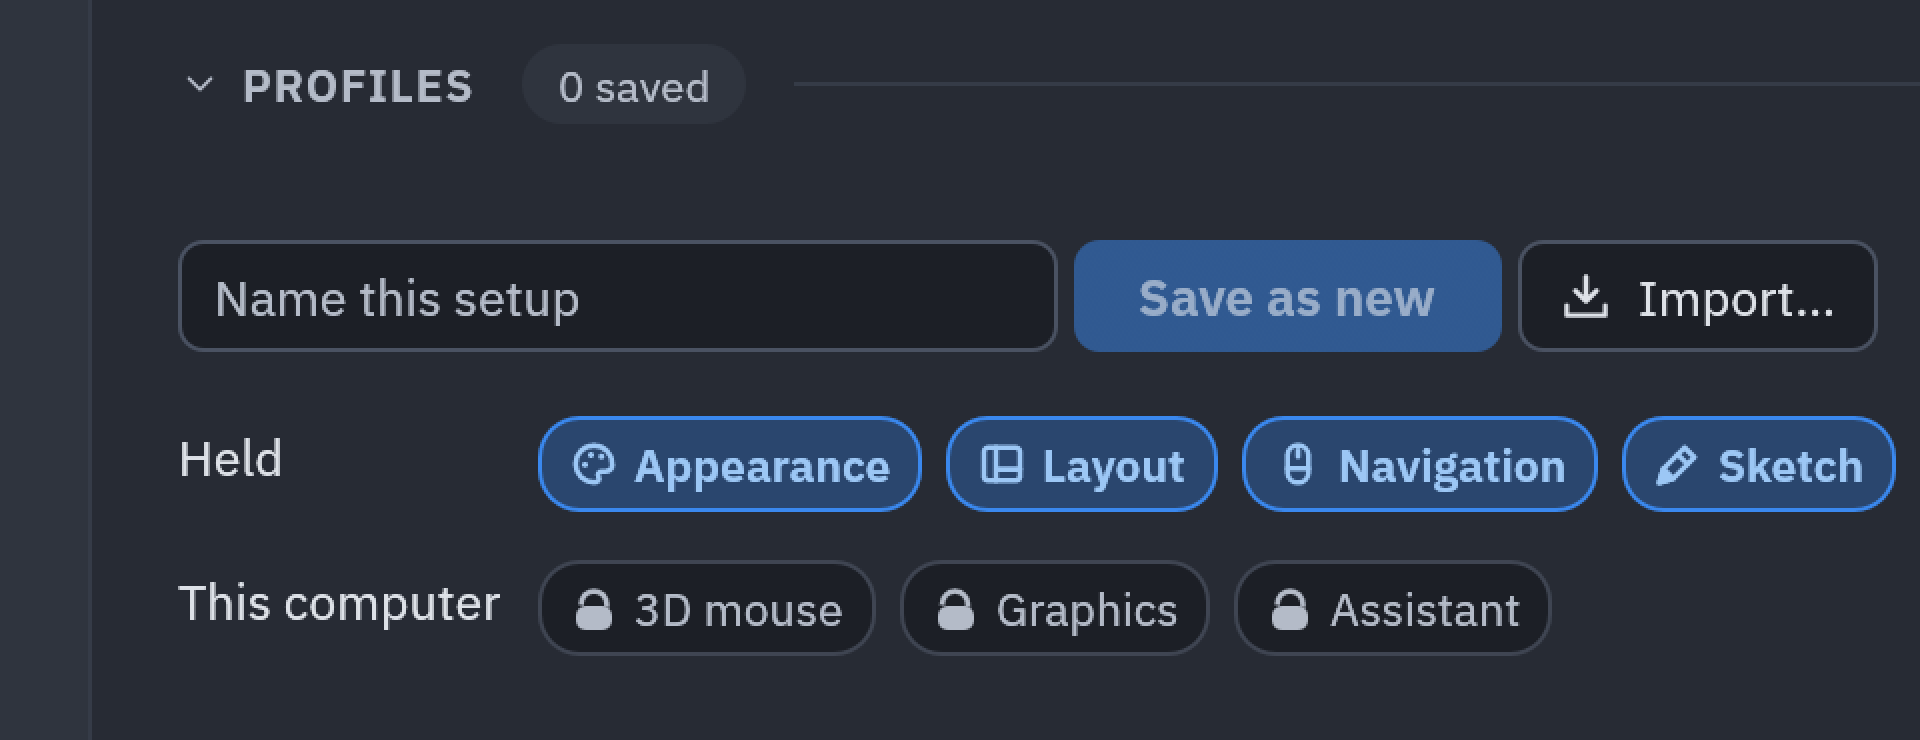 PROFILES 0 saved
Name this setup Save as new Import...
Held Appearance Layout Navigation Sketch
This computer 3D mouse Graphics Assistant